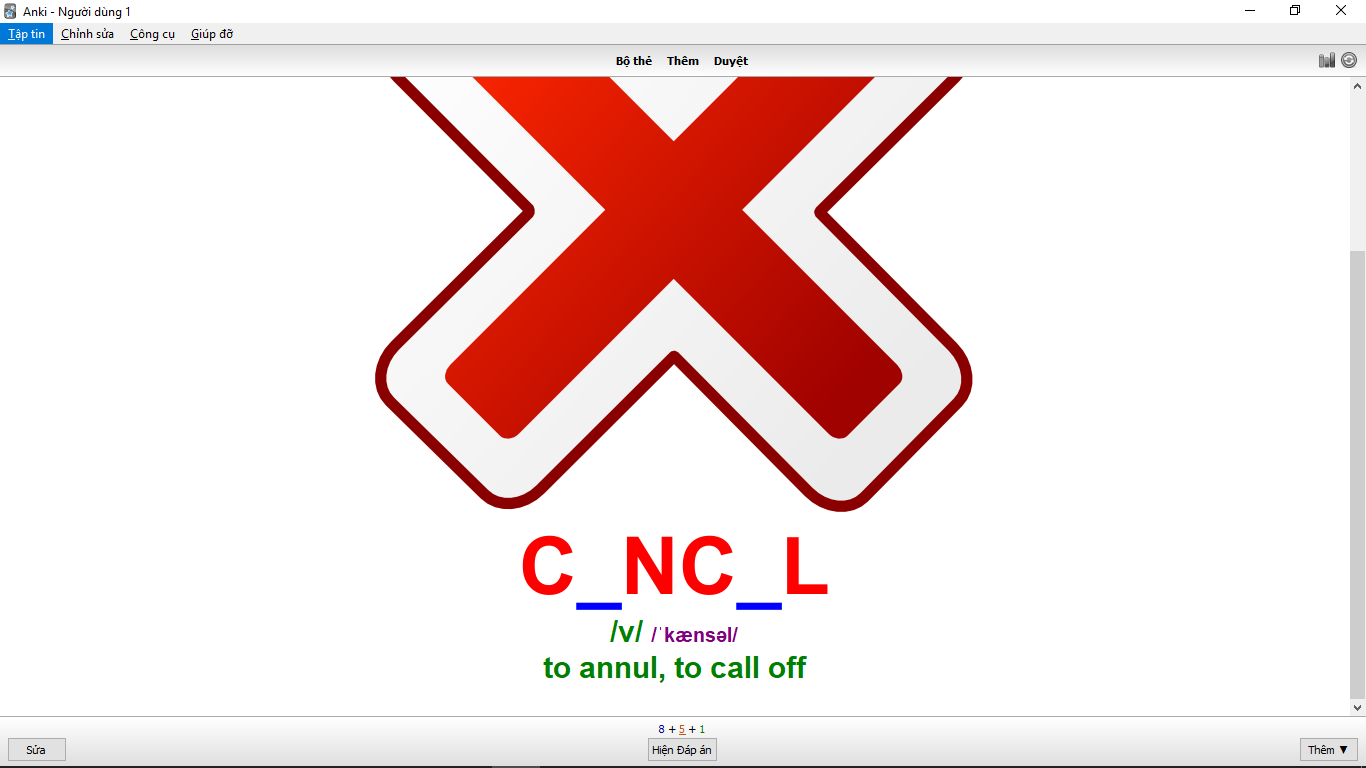 Anki - Người dùng 1
Tập tin Chỉnh sửa Công cụ Giúp đỡ
Bộ thẻ Thêm Duyệt
C_NC_L
/v/ /ˈkænsəl/
to annul, to call off
8 + 5 + 1
Sửa Hiện Đáp án Thêm ▼